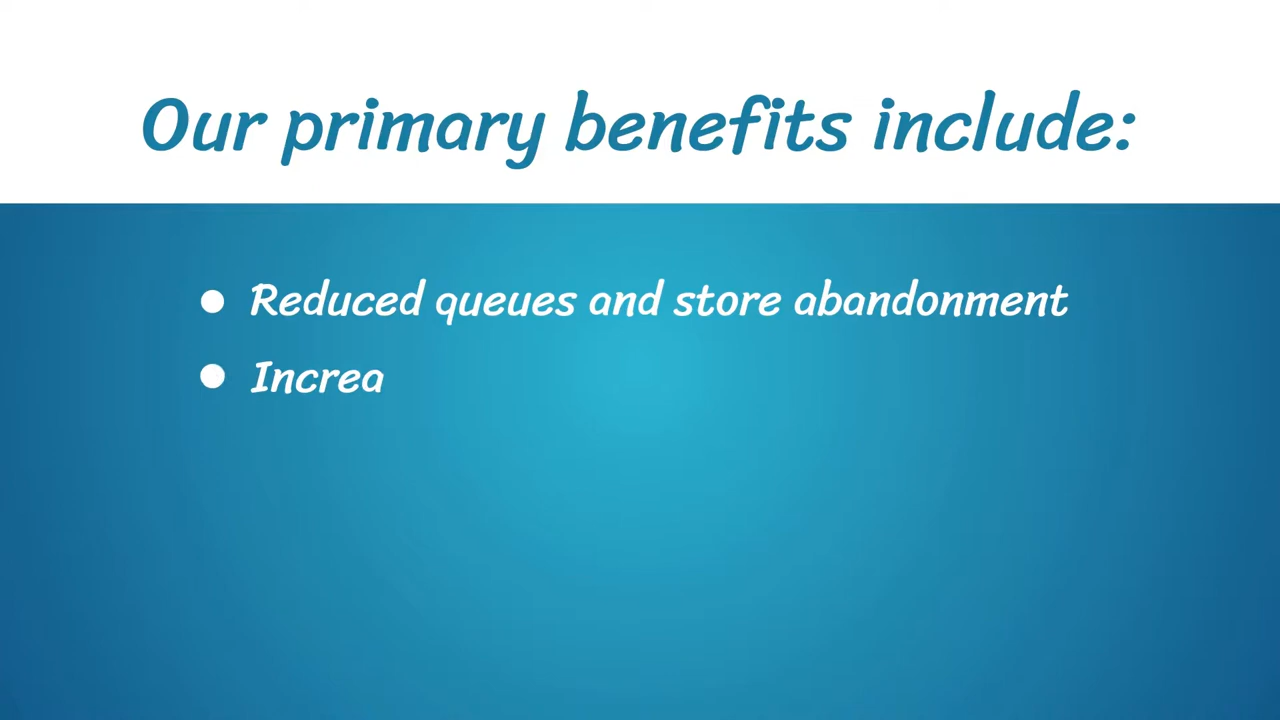 Our primary benefits include:
● Reduced queues and store abandonment
● Increa